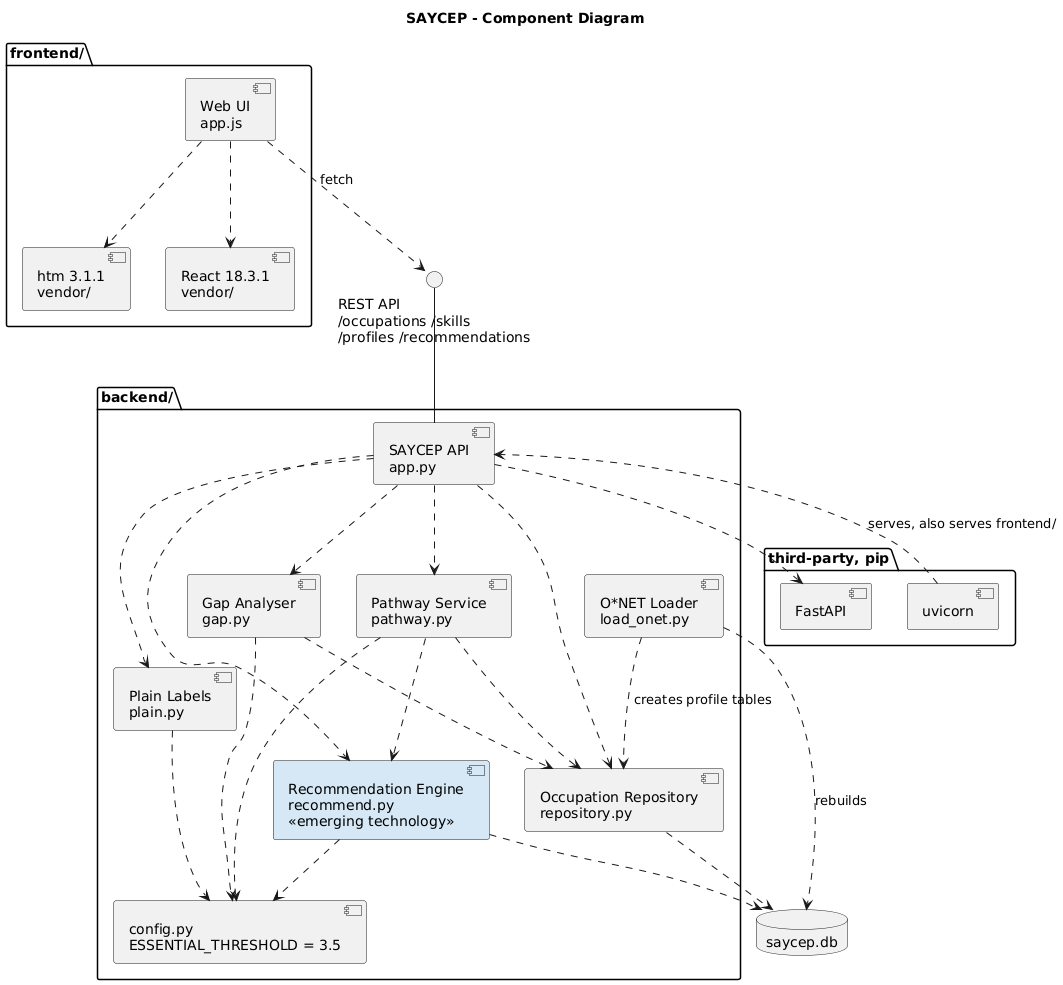 SAYCEP - Component Diagram
frontend/
Web UI
app.js
fetch
htm 3.1.1
vendor/
React 18.3.1
vendor/
REST API
/occupations /skills
/profiles /recommendations
backend/
SAYCEP API
app.py
serves, also serves frontend/
third-party, pip
FastAPI
uvicorn
Gap Analyser
gap.py
Pathway Service
pathway.py
O*NET Loader
load_onet.py
Plain Labels
plain.py
creates profile tables
Recommendation Engine
recommend.py
«emerging technology»
Occupation Repository
repository.py
rebuilds
config.py
ESSENTIAL_THRESHOLD = 3.5
saycep.db